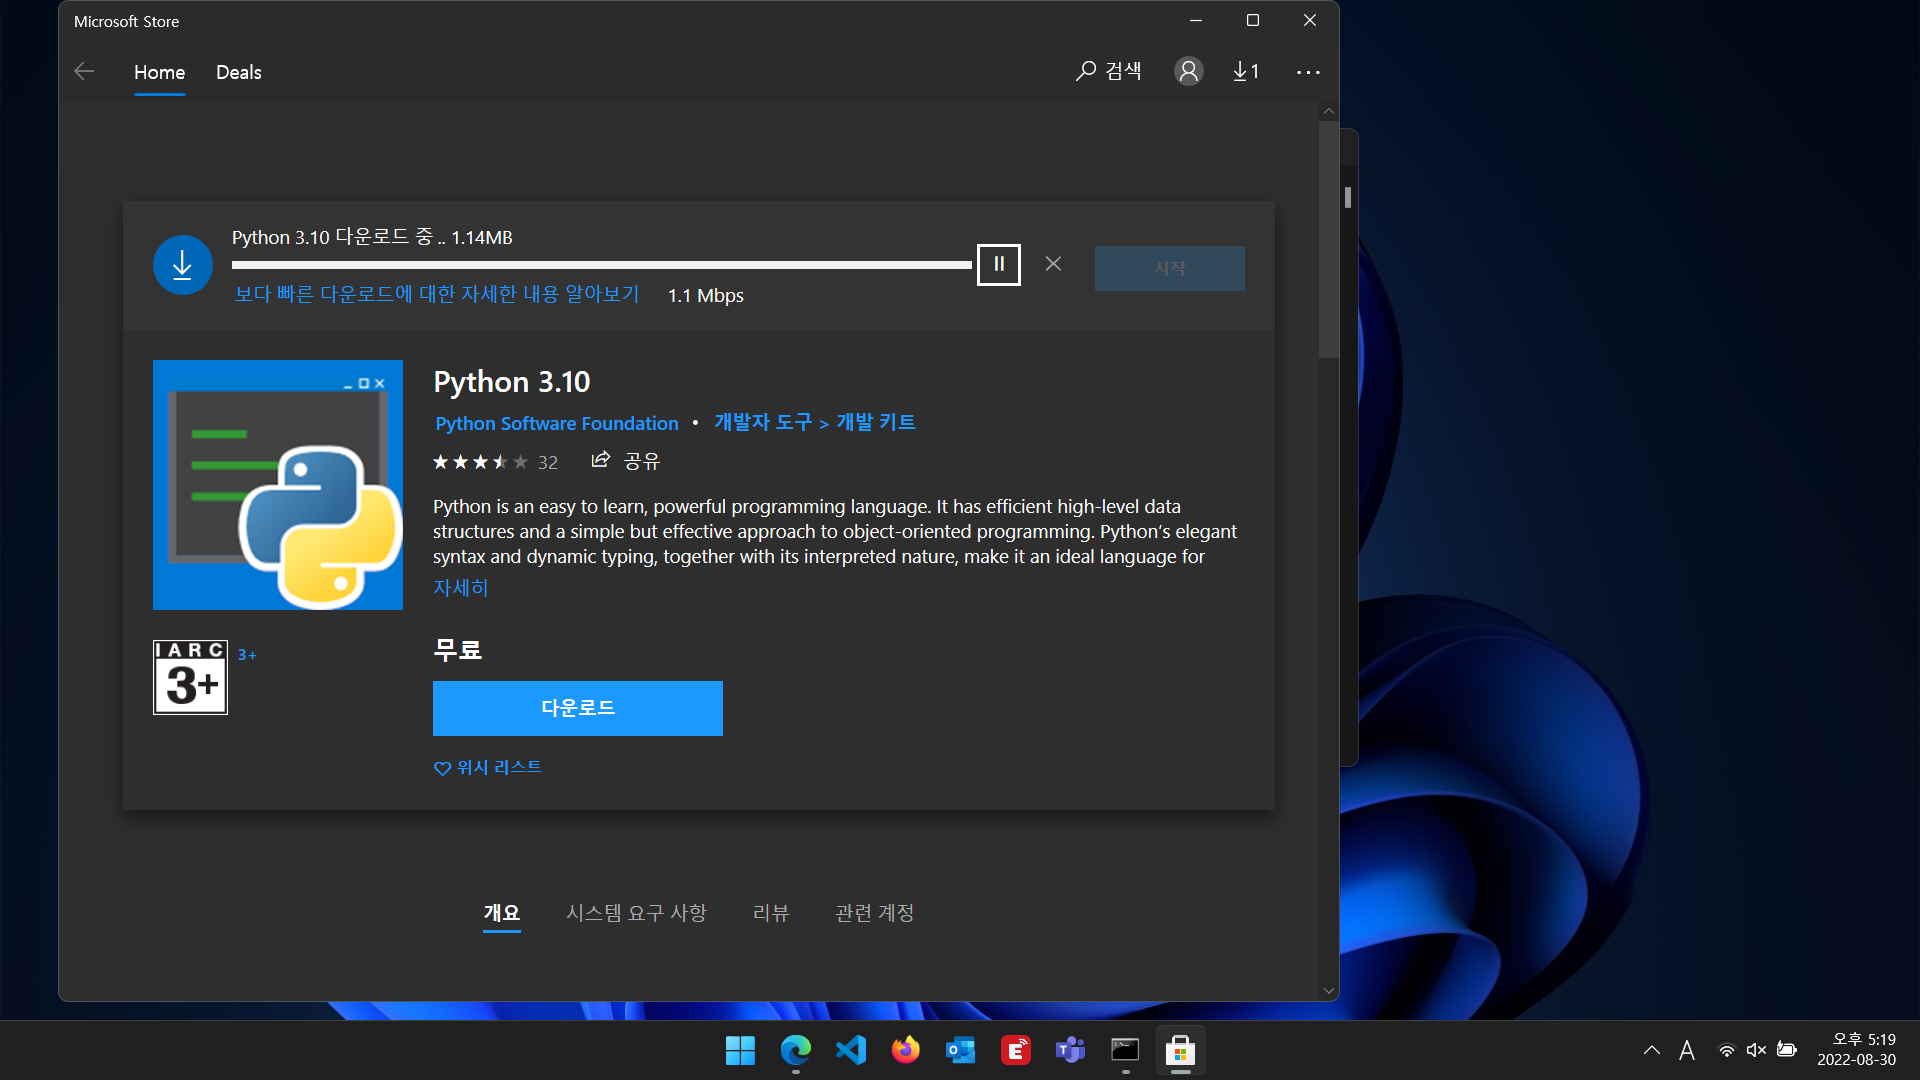 Microsoft Store
Home Deals 검색 1
Python 3.10 다운로드 중 .. 1.14MB
시작
보다 빠른 다운로드에 대한 자세한 내용 알아보기 1.1 Mbps
Python 3.10
Python Software Foundation • 개발자 도구 > 개발 키트
32 공유
Python is an easy to learn, powerful programming language. It has efficient high-level data
structures and a simple but effective approach to object-oriented programming. Python’s elegant
syntax and dynamic typing, together with its interpreted nature, make it an ideal language for
자세히
IARC
3+
3+
무료
다운로드
위시 리스트
개요 시스템 요구 사항 리뷰 관련 계정
A
오후 5:19
2022-08-30